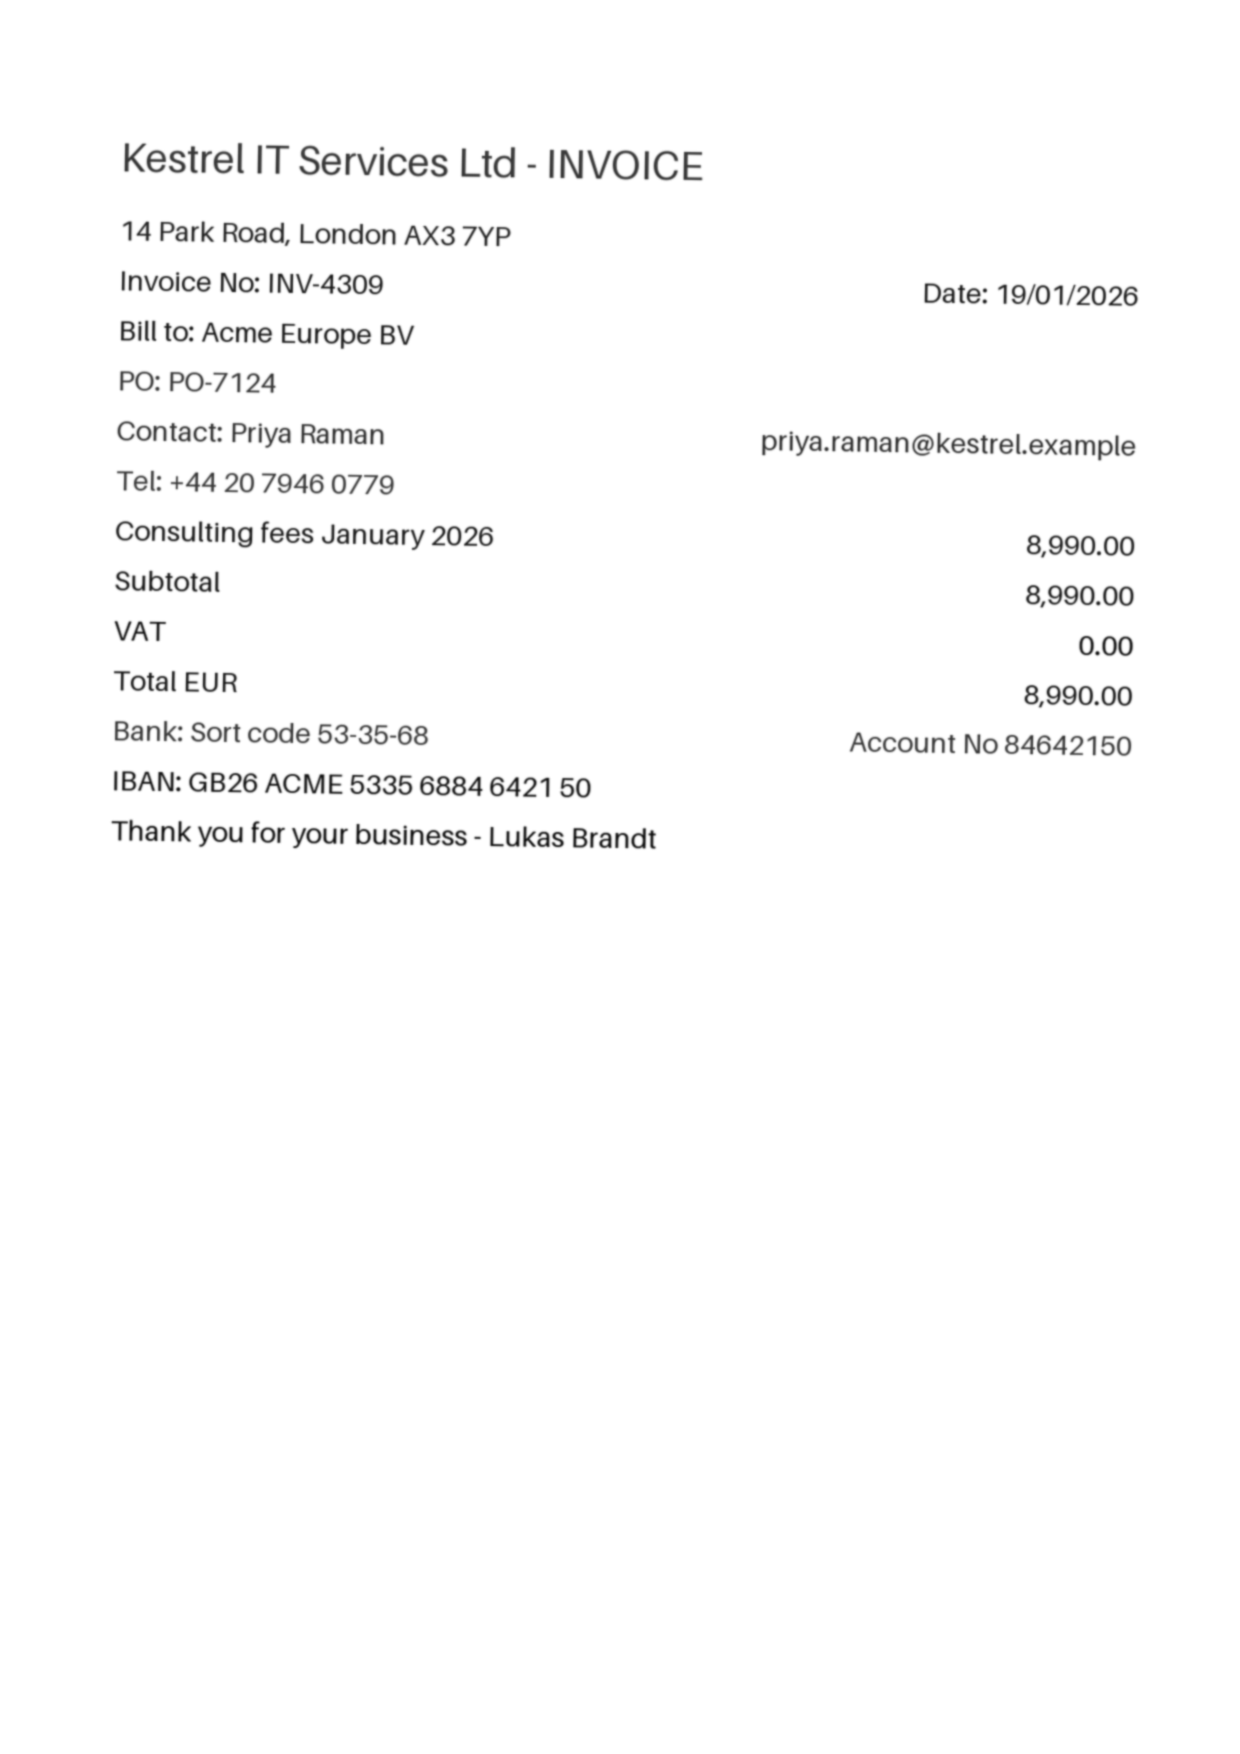 Kestrel IT Services Ltd - INVOICE
14 Park Road, London AX3 7YP
Invoice No: INV-4309 Date: 19/01/2026
Bill to: Acme Europe BV
PO: PO-7124
Contact: Priya Raman priya.raman@kestrel.example
Tel: +44 20 7946 0779
Consulting fees January 2026 8,990.00
Subtotal 8,990.00
VAT 0.00
Total EUR 8,990.00
Bank: Sort code 53-35-68 Account No 84642150
IBAN: GB26 ACME 5335 6884 6421 50
Thank you for your business - Lukas Brandt